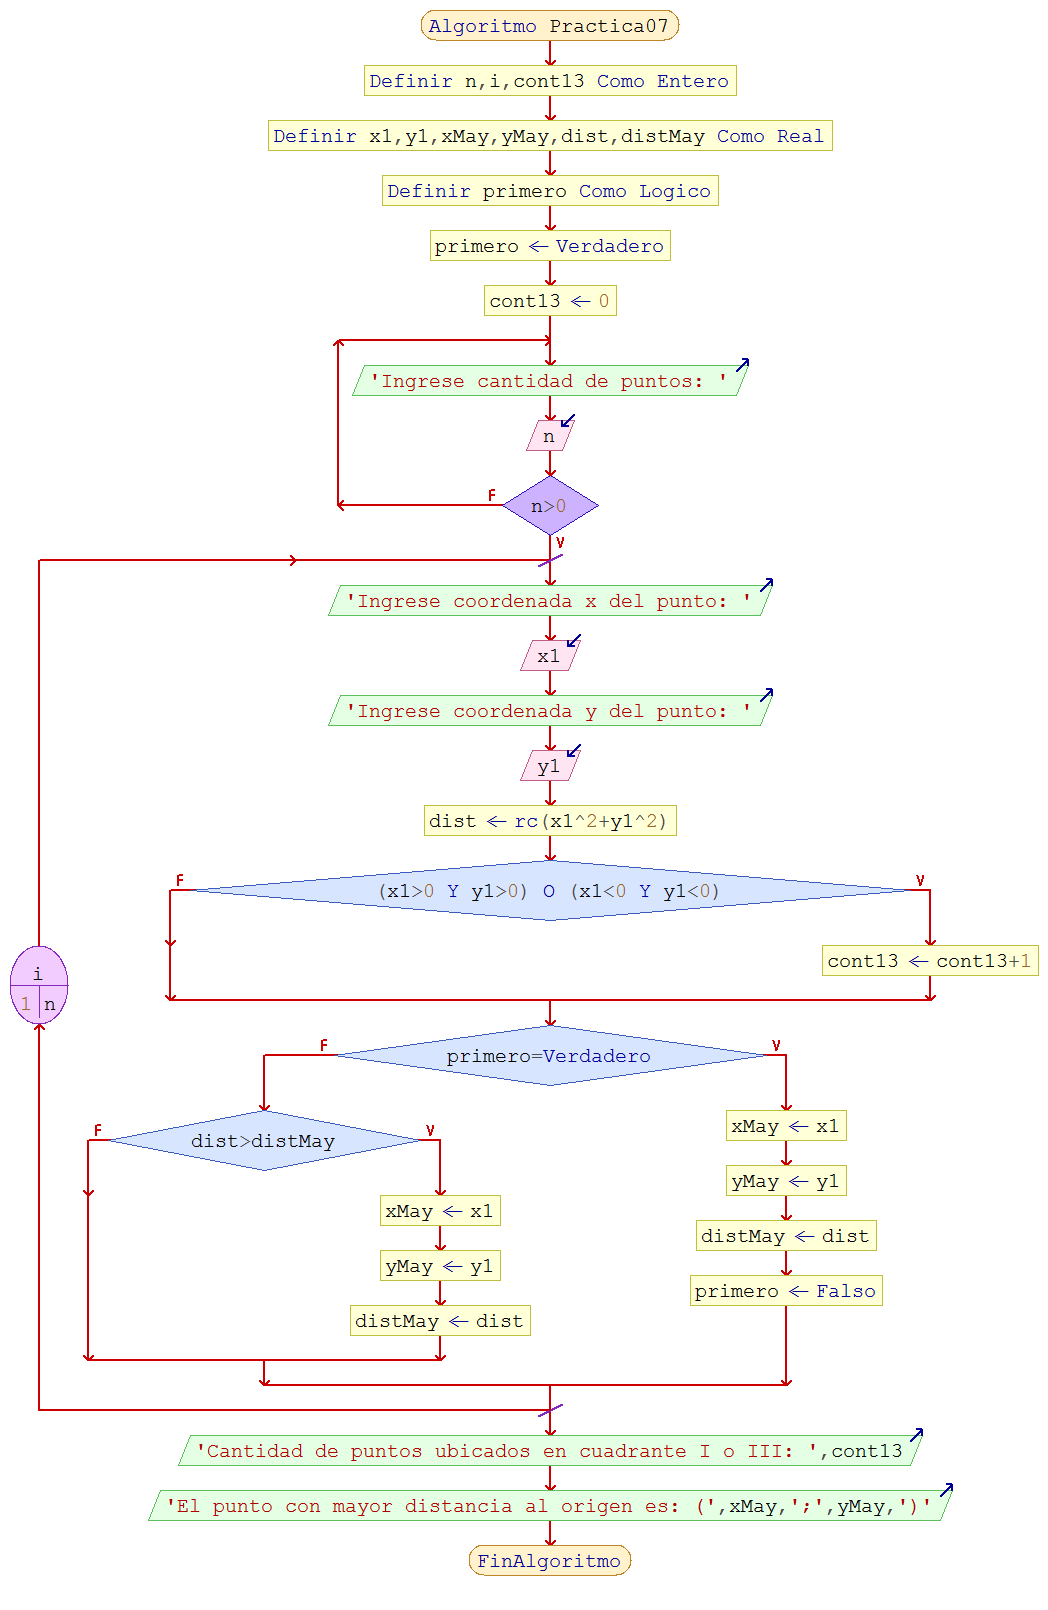 Algoritmo Practica07
Definir n,i,cont13 Como Entero
Definir x1,y1,xMay,yMay,dist,distMay Como Real
Definir primero Como Logico
primero ← Verdadero
cont13 ← 0
'Ingrese cantidad de puntos: '
n
n>0
F
V
'Ingrese coordenada x del punto: '
x1
'Ingrese coordenada y del punto: '
y1
dist ← rc(x1^2+y1^2)
(x1>0 Y y1>0) O (x1<0 Y y1<0)
F
V
cont13 ← cont13+1
i
1 n
primero=Verdadero
F
V
dist>distMay
F
V
xMay ← x1
yMay ← y1
distMay ← dist
xMay ← x1
yMay ← y1
distMay ← dist
primero ← Falso
'Cantidad de puntos ubicados en cuadrante I o III: ',cont13
'El punto con mayor distancia al origen es: (',xMay,';',yMay,')'
FinAlgoritmo